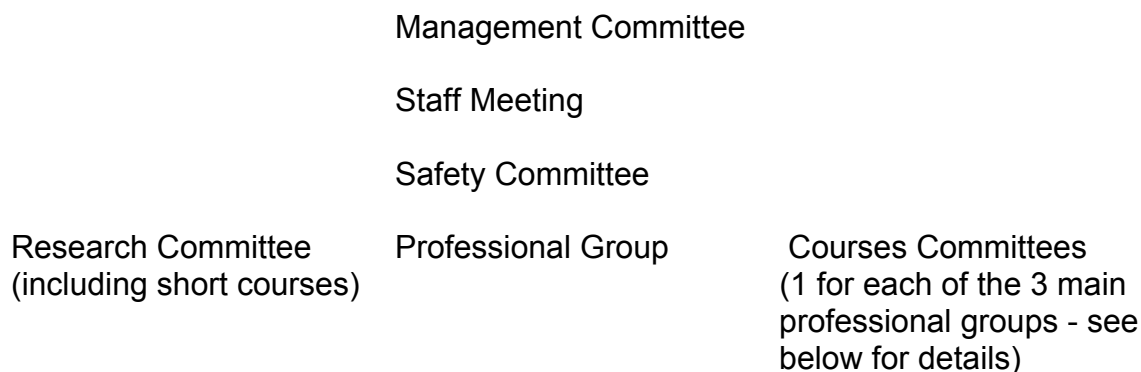 Management Committee
Staff Meeting
Safety Committee
Research Committee
(including short courses)
Professional Group
Courses Committees
(1 for each of the 3 main
professional groups - see
below for details)